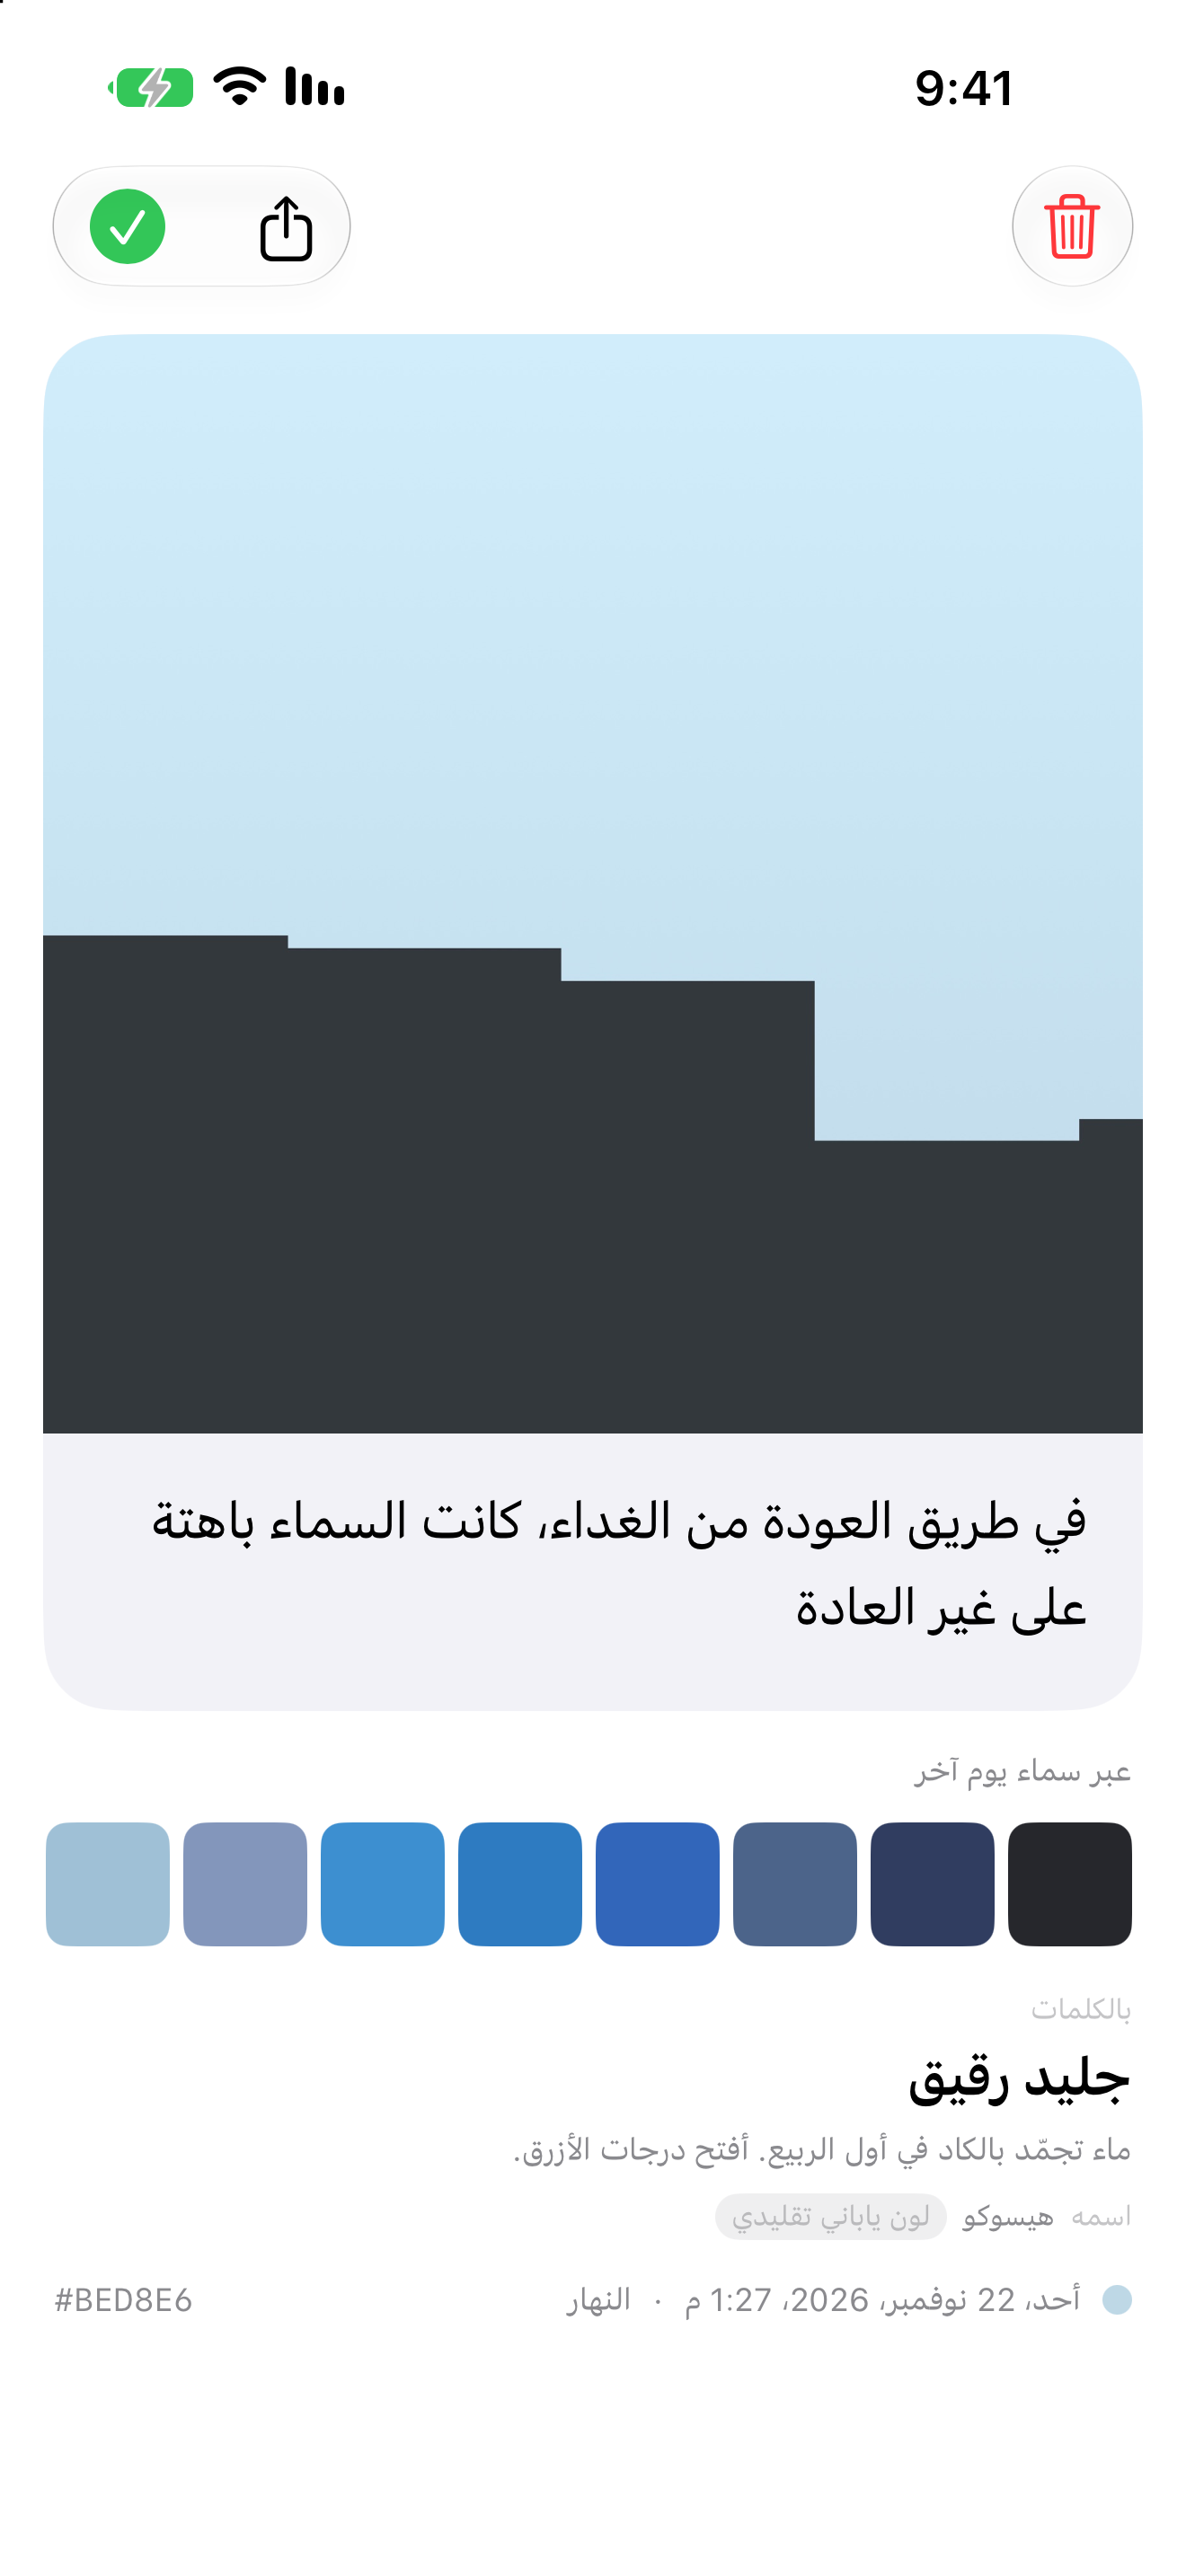 9:41
في طريق العودة من الغداء، كانت السماء باهتة
على غير العادة
عبر سماء يوم آخر
بالكلمات
جليد رقيق
ماء تجمّد بالكاد في أول الربيع. أفتح درجات الأزرق.
اسمه هيسوكو لون ياباني تقليدي
أحد، 22 نوفمبر، 2026، 1:27 م · النهار #BED8E6